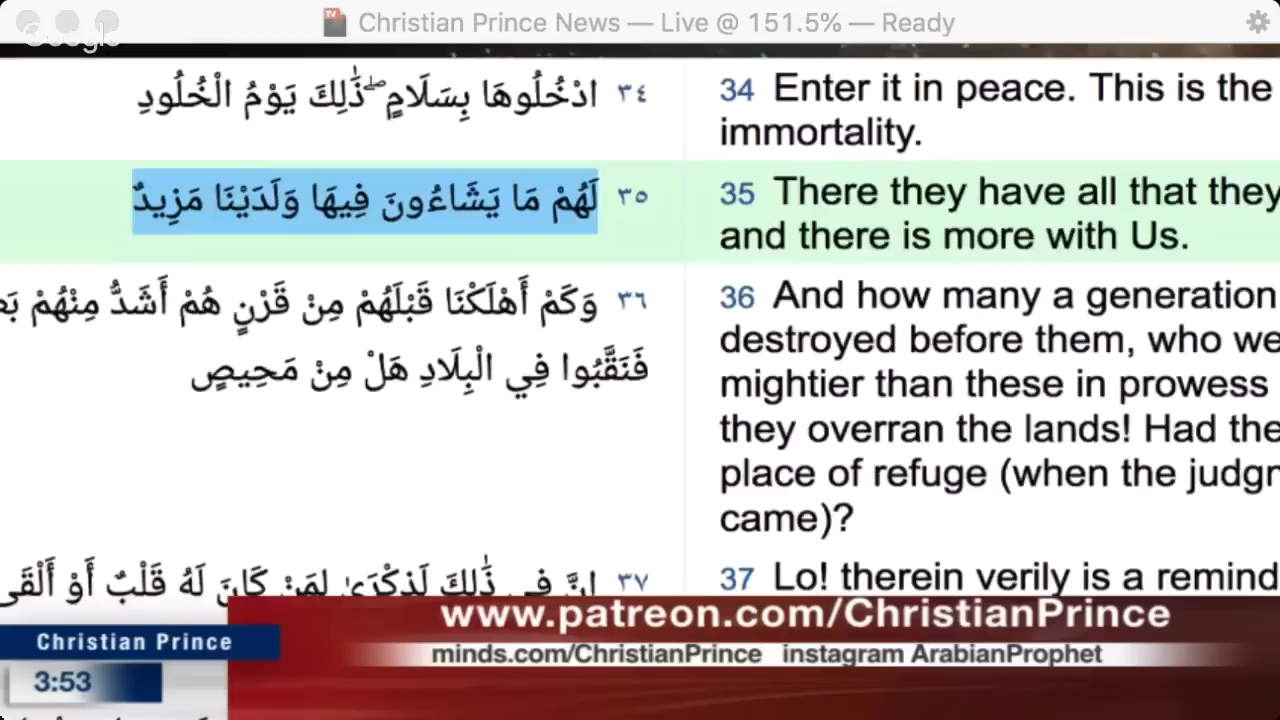 Christian Prince News — Live @ 151.5% — Ready
Google
٣٤ ادْخُلُوهَا بِسَلَامٍ ۖ ذَٰلِكَ يَوْمُ الْخُلُودِ
34 Enter it in peace. This is the
immortality.
٣٥ لَهُمْ مَا يَشَاءُونَ فِيهَا وَلَدَيْنَا مَزِيدٌ
35 There they have all that they
and there is more with Us.
٣٦ وَكَمْ أَهْلَكْنَا قَبْلَهُمْ مِنْ قَرْنٍ هُمْ أَشَدُّ مِنْهُمْ
فَنَقَّبُوا فِي الْبِلَادِ هَلْ مِنْ مَحِيصٍ
36 And how many a generation
destroyed before them, who we
mightier than these in prowess
they overran the lands! Had the
place of refuge (when the judgm
came)?
٣٧ إِنَّ فِي ذَٰلِكَ لَذِكْرَىٰ لِمَنْ كَانَ لَهُ قَلْبٌ أَوْ أَلْقَى
37 Lo! therein verily is a remind
www.patreon.com/ChristianPrince
Christian Prince
minds.com/ChristianPrince instagram ArabianProphet
3:53